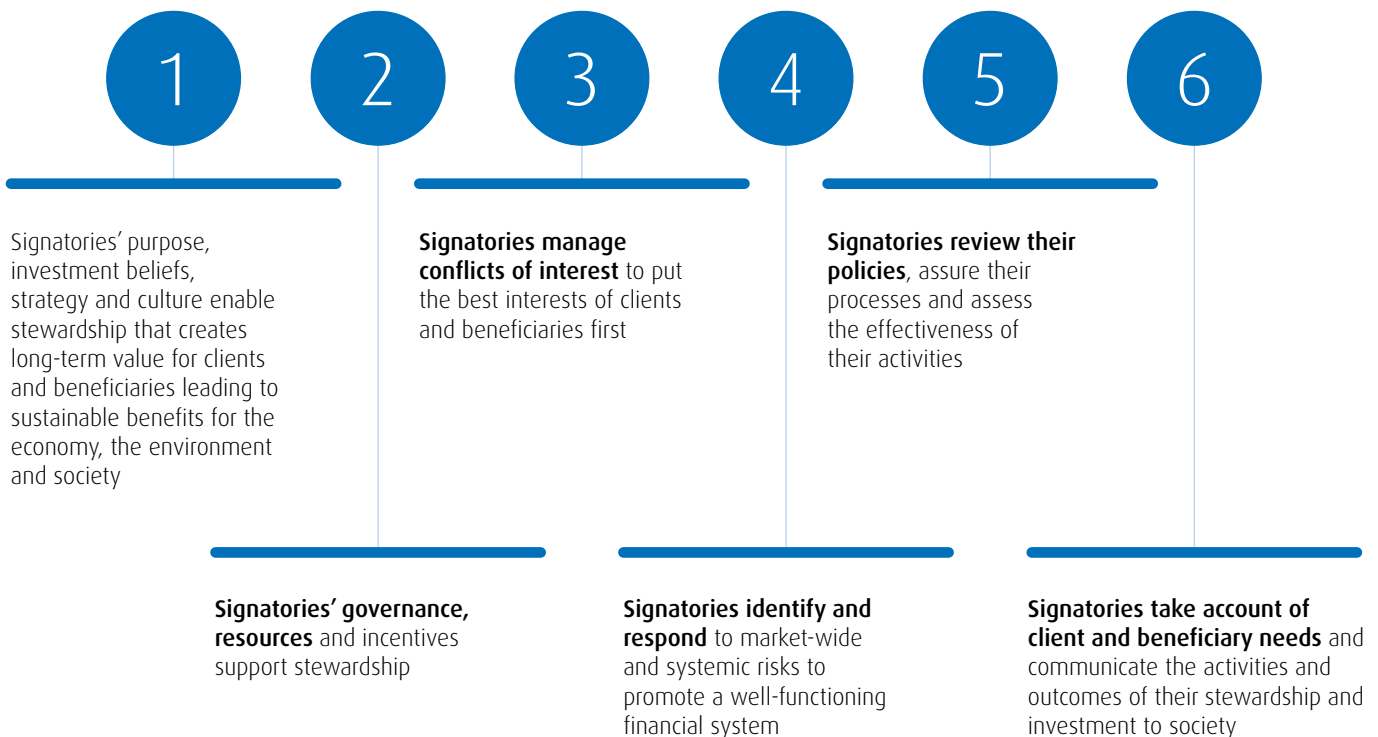 1
2
3
4
5
6
Signatories’ purpose,
investment beliefs,
strategy and culture enable
stewardship that creates
long-term value for clients
and beneficiaries leading to
sustainable benefits for the
economy, the environment
and society
Signatories manage
conflicts of interest to put
the best interests of clients
and beneficiaries first
Signatories review their
policies, assure their
processes and assess
the effectiveness of
their activities
Signatories’ governance,
resources and incentives
support stewardship
Signatories identify and
respond to market-wide
and systemic risks to
promote a well-functioning
financial system
Signatories take account of
client and beneficiary needs and
communicate the activities and
outcomes of their stewardship and
investment to society